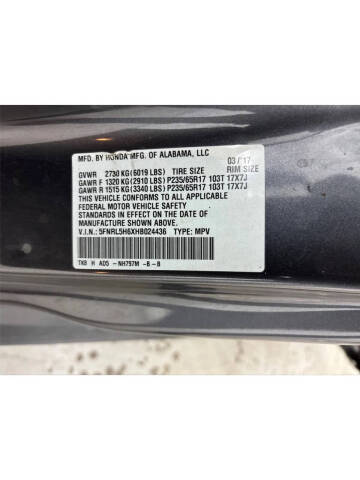 MFD. BY HONDA MFG. OF ALABAMA, LLC 03/17
GVWR 2730 KG (6019 LBS) TIRE SIZE RIM SIZE
GAWR F 1320 KG (2910 LBS) P235/65R17 103T 17X7J
GAWR R 1515 KG (3340 LBS) P235/65R17 103T 17X7J
THIS VEHICLE CONFORMS TO ALL APPLICABLE
FEDERAL MOTOR VEHICLE SAFETY
STANDARDS IN EFFECT ON THE DATE OF
MANUFACTURE SHOWN ABOVE.
V.I.N.: 5FNRL5H6XHB024436 TYPE: MPV
TK8 H AD5 -NH797M -B -B